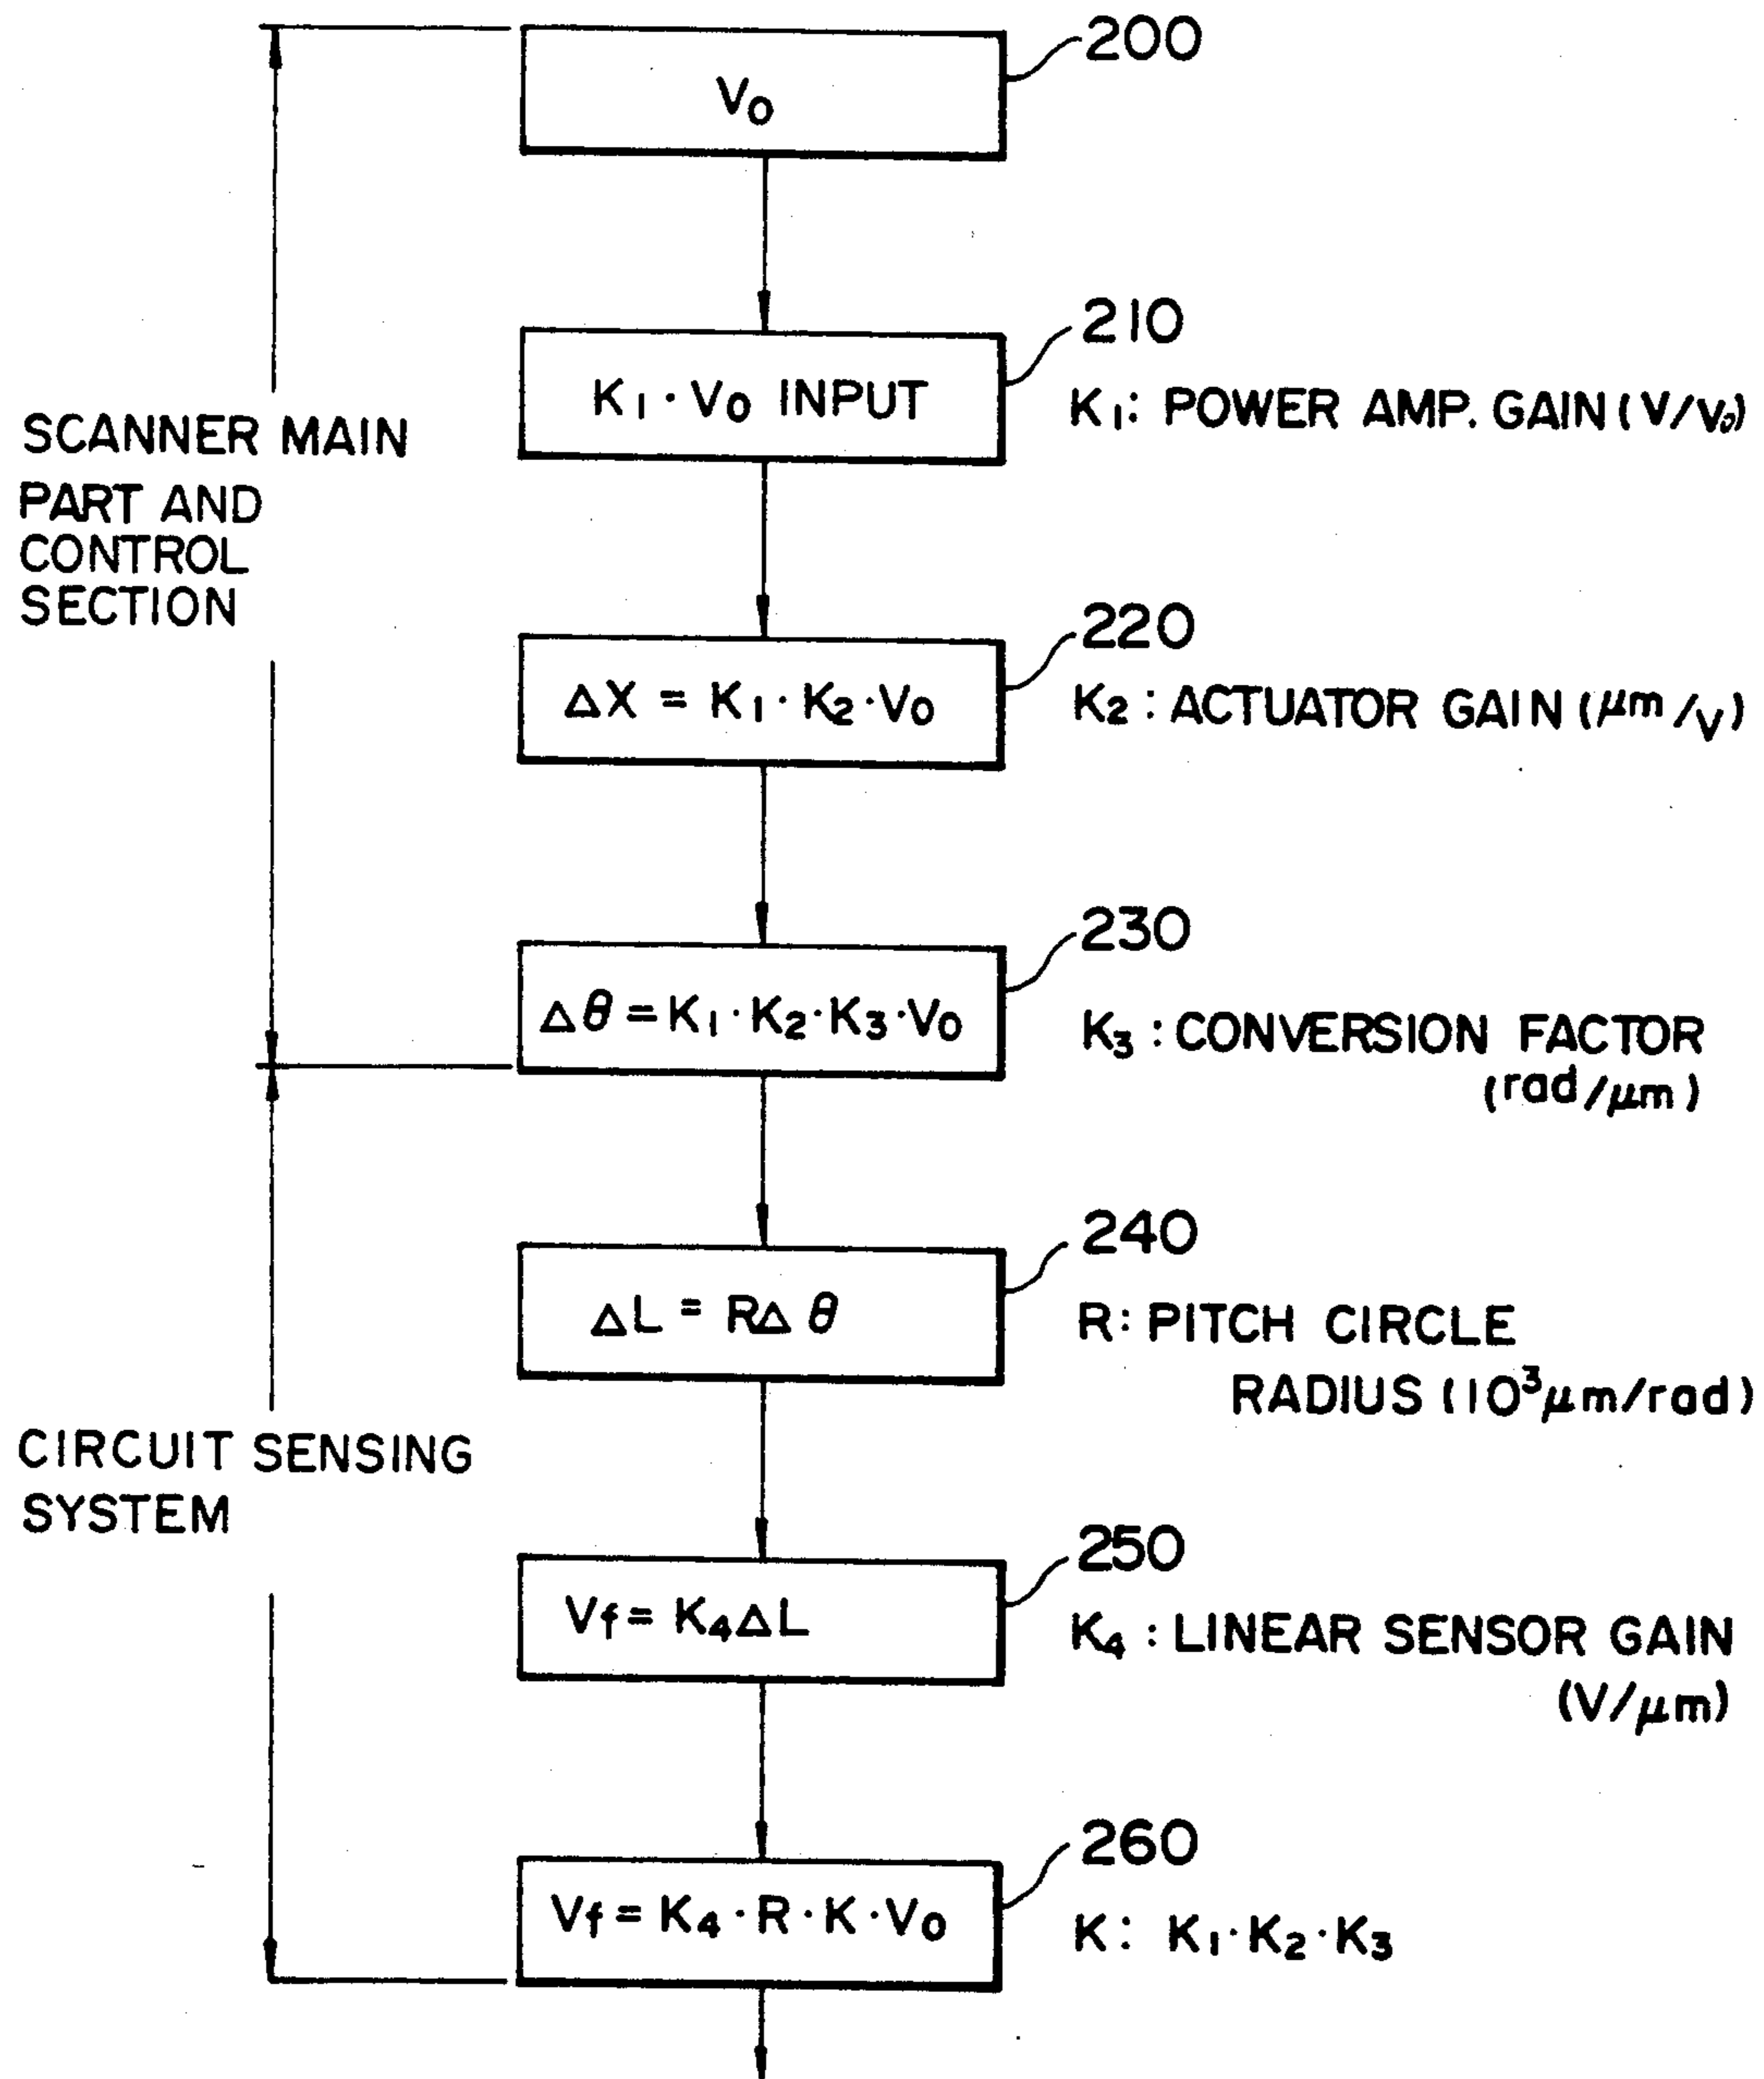 200
V₀
210
K₁·V₀ INPUT
K₁: POWER AMP. GAIN (V/V₀)
SCANNER MAIN
PART AND
CONTROL
SECTION
220
ΔX = K₁·K₂·V₀
K₂: ACTUATOR GAIN (μm/V)
230
Δθ = K₁·K₂·K₃·V₀
K₃: CONVERSION FACTOR
(rad/μm)
240
ΔL = RΔθ
R: PITCH CIRCLE
RADIUS (10³μm/rad)
CIRCUIT SENSING
SYSTEM
250
Vf = K₄ΔL
K₄: LINEAR SENSOR GAIN
(V/μm)
260
Vf = K₄·R·K·V₀
K: K₁·K₂·K₃